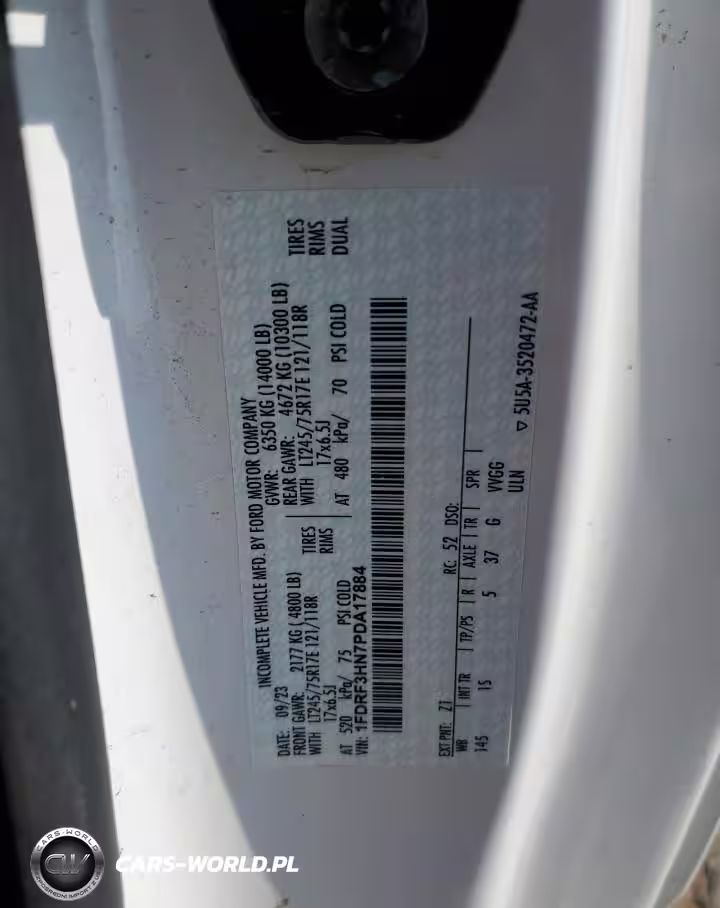 INCOMPLETE VEHICLE MFD. BY FORD MOTOR COMPANY
DATE: 09/23 GVWR: 6350 KG (14000 LB)
FRONT GAWR: 2177 KG (4800 LB) REAR GAWR: 4672 KG (10300 LB)
WITH LT245/75R17E 121/118R TIRES WITH LT245/75R17E 121/118R TIRES
17x6.5J RIMS 17x6.5J RIMS
AT 520 kPa/ 75 PSI COLD AT 480 kPa/ 70 PSI COLD DUAL
VIN: 1FDRF3HN7PDA17884
EXT PNT: Z1 RC: 52 DSO:
WB INT TR TP/PS R AXLE TR SPR
145 15 5 37 G VVGG
ULN
▽ 5U5A-3520472-AA
CARS-WORLD
CW
CARS-WORLD.PL